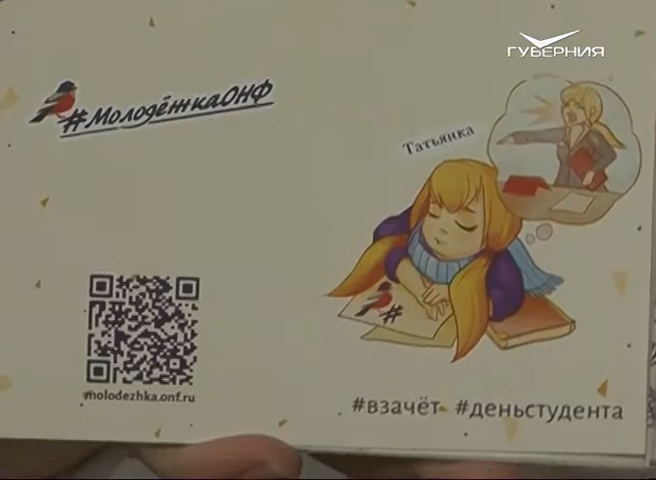 ГУБЕРНИЯ
#МолодёжкаОНФ
Татьянка
molodezhka.onf.ru
#взачёт #деньстудента